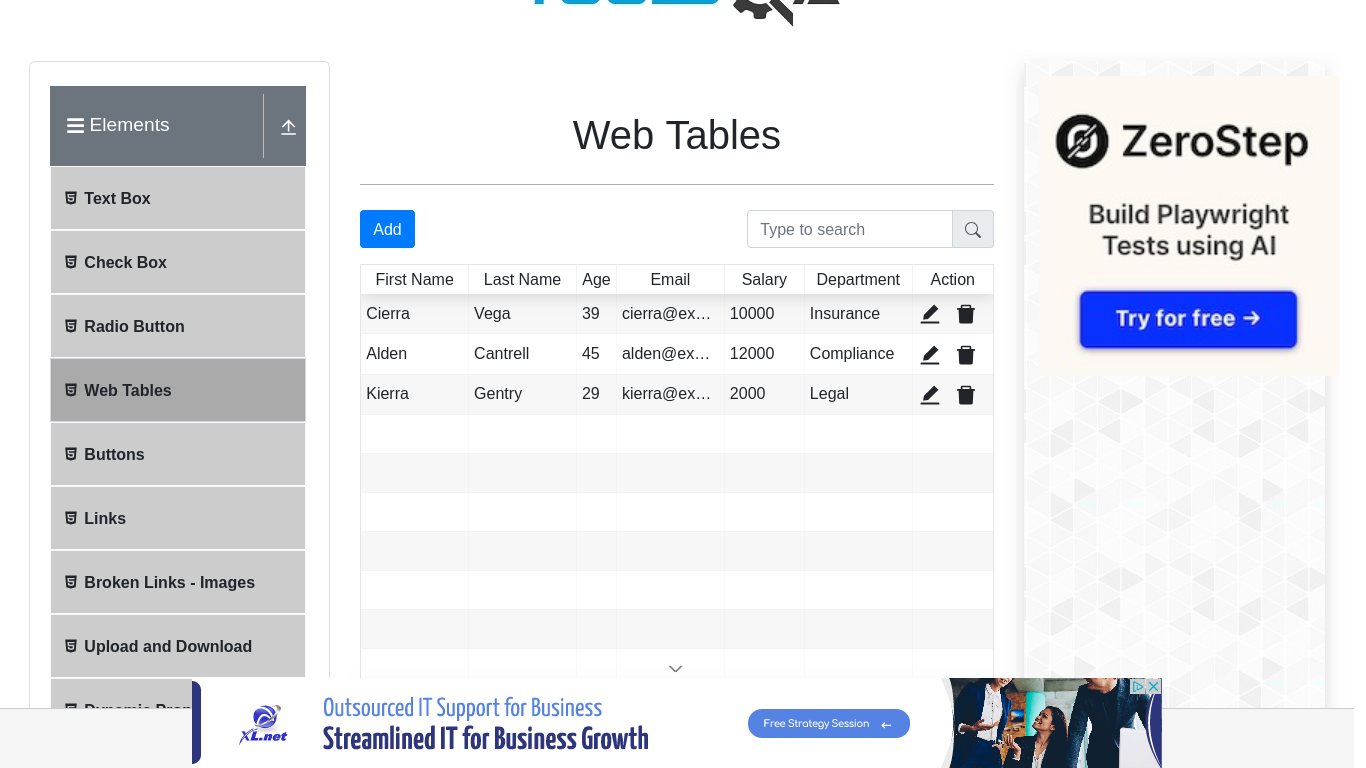 Elements
Text Box
Check Box
Radio Button
Web Tables
Buttons
Links
Broken Links - Images
Upload and Download
Web Tables
Add
Type to search
First Name Last Name Age Email Salary Department Action
Cierra Vega 39 cierra@ex... 10000 Insurance
Alden Cantrell 45 alden@ex... 12000 Compliance
Kierra Gentry 29 kierra@ex... 2000 Legal
ZeroStep
Build Playwright
Tests using AI
Try for free →
XL.net
Outsourced IT Support for Business
Streamlined IT for Business Growth
Free Strategy Session ←